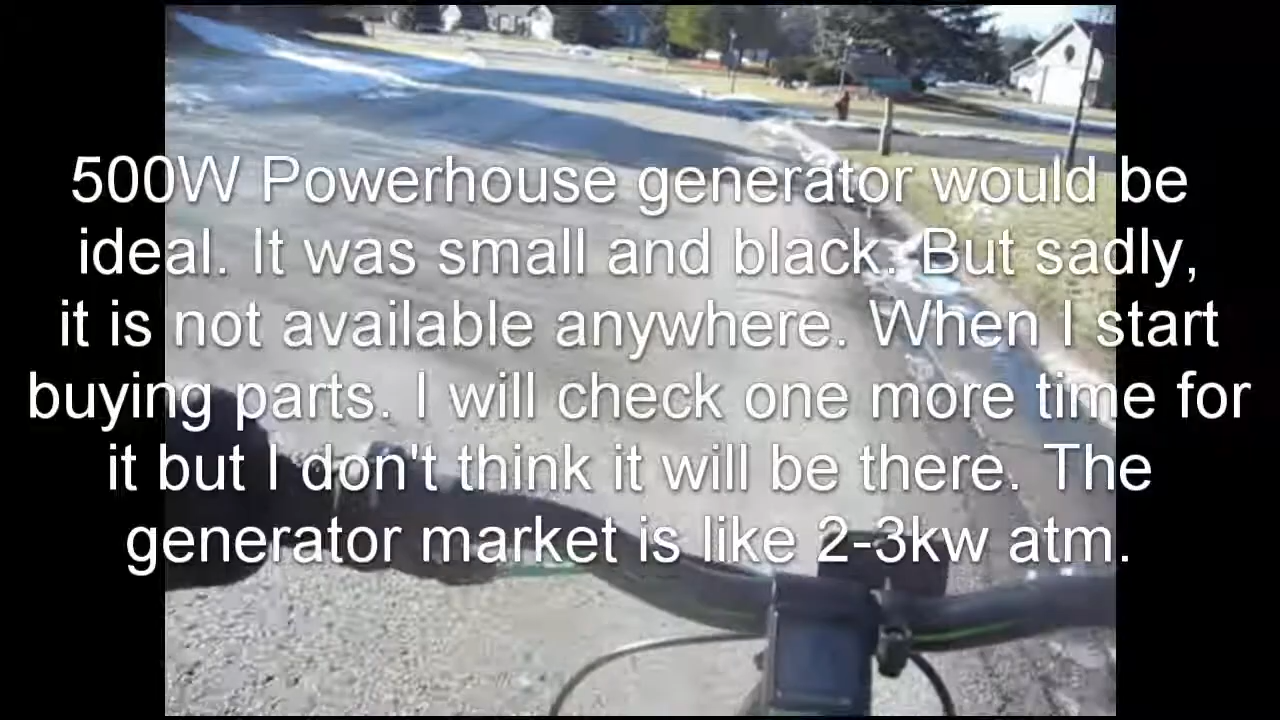 500W Powerhouse generator would be
ideal. It was small and black. But sadly,
it is not available anywhere. When I start
buying parts. I will check one more time for
it but I don't think it will be there. The
generator market is like 2-3kw atm.